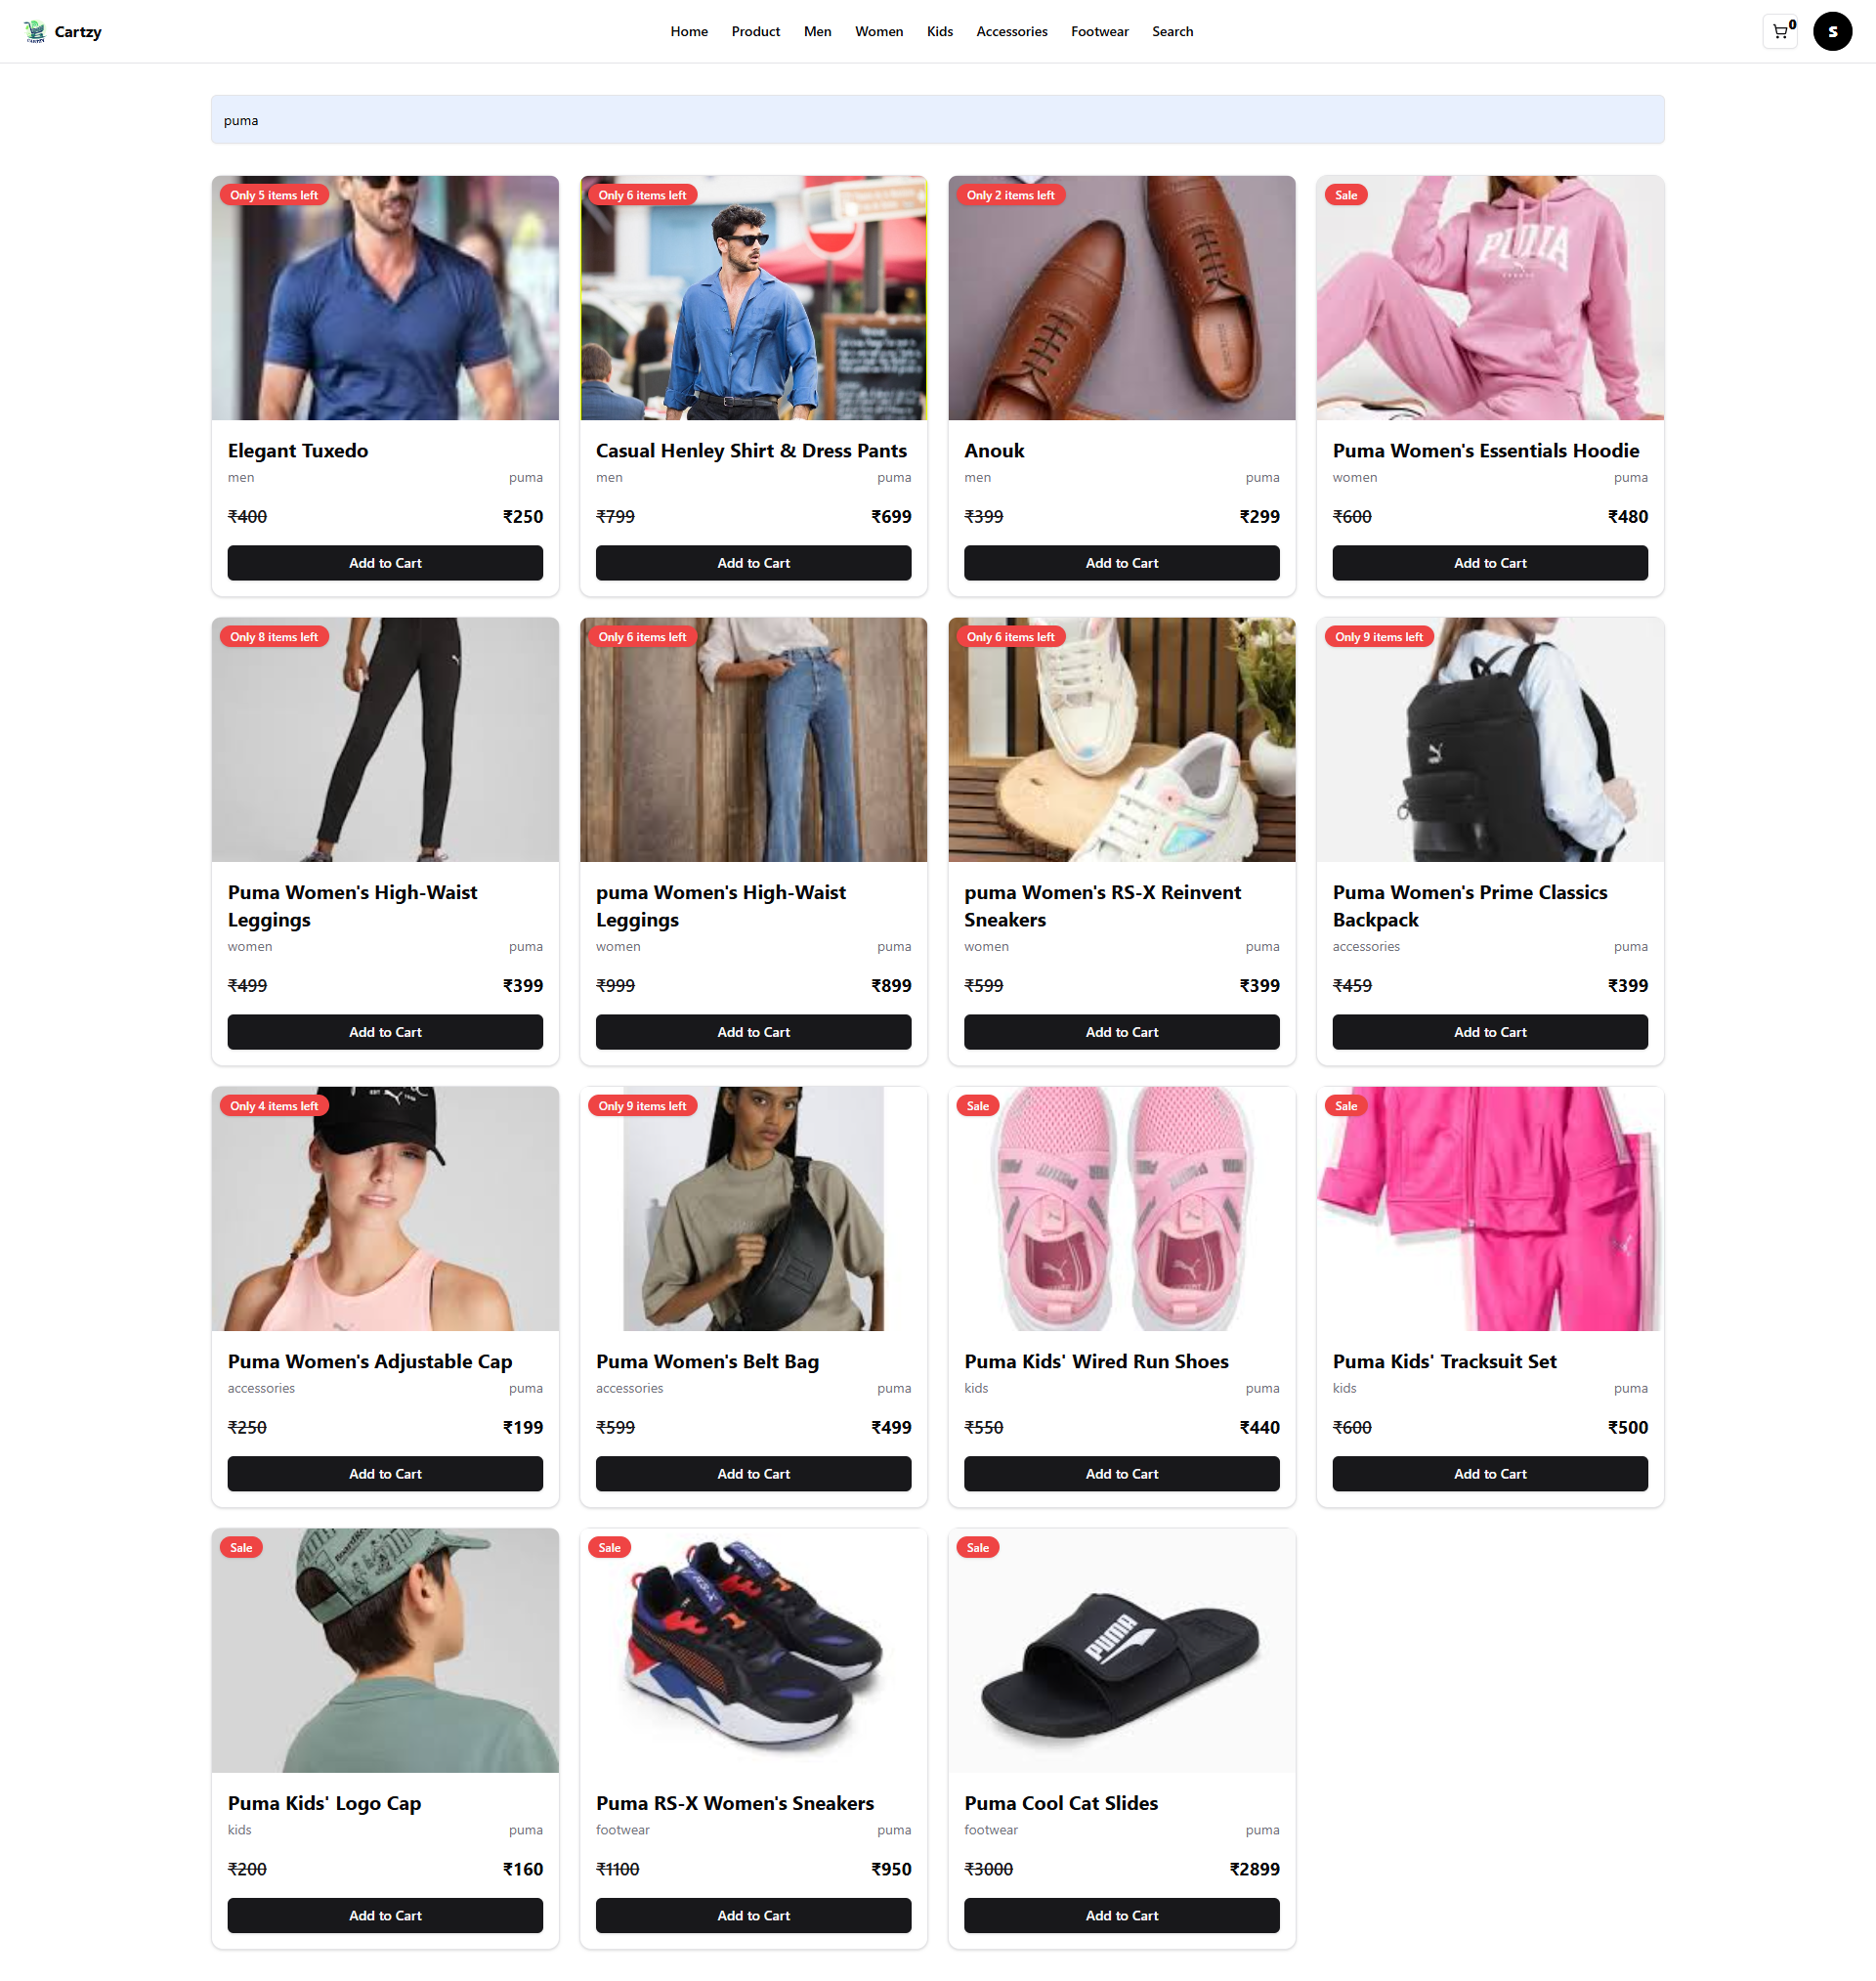 Cartzy
Home Product Men Women Kids Accessories Footwear Search
0
S
puma
Only 5 items left
Elegant Tuxedo
men puma
₹400 ₹250
Add to Cart
Only 6 items left
Casual Henley Shirt & Dress Pants
men puma
₹799 ₹699
Add to Cart
Only 2 items left
Anouk
men puma
₹399 ₹299
Add to Cart
Sale
PUMA
Puma Women's Essentials Hoodie
women puma
₹600 ₹480
Add to Cart
Only 8 items left
Puma Women's High-Waist
Leggings
women puma
₹499 ₹399
Add to Cart
Only 6 items left
puma Women's High-Waist
Leggings
women puma
₹999 ₹899
Add to Cart
Only 6 items left
puma Women's RS-X Reinvent
Sneakers
women puma
₹599 ₹399
Add to Cart
Only 9 items left
Puma Women's Prime Classics
Backpack
accessories puma
₹459 ₹399
Add to Cart
Only 4 items left
Puma Women's Adjustable Cap
accessories puma
₹250 ₹199
Add to Cart
Only 9 items left
Puma Women's Belt Bag
accessories puma
₹599 ₹499
Add to Cart
Sale
Puma Kids' Wired Run Shoes
kids puma
₹550 ₹440
Add to Cart
Sale
Puma Kids' Tracksuit Set
kids puma
₹600 ₹500
Add to Cart
Sale
Puma Kids' Logo Cap
kids puma
₹200 ₹160
Add to Cart
Sale
RS-X
RS-X
Puma RS-X Women's Sneakers
footwear puma
₹1100 ₹950
Add to Cart
Sale
PUMA
Puma Cool Cat Slides
footwear puma
₹3000 ₹2899
Add to Cart